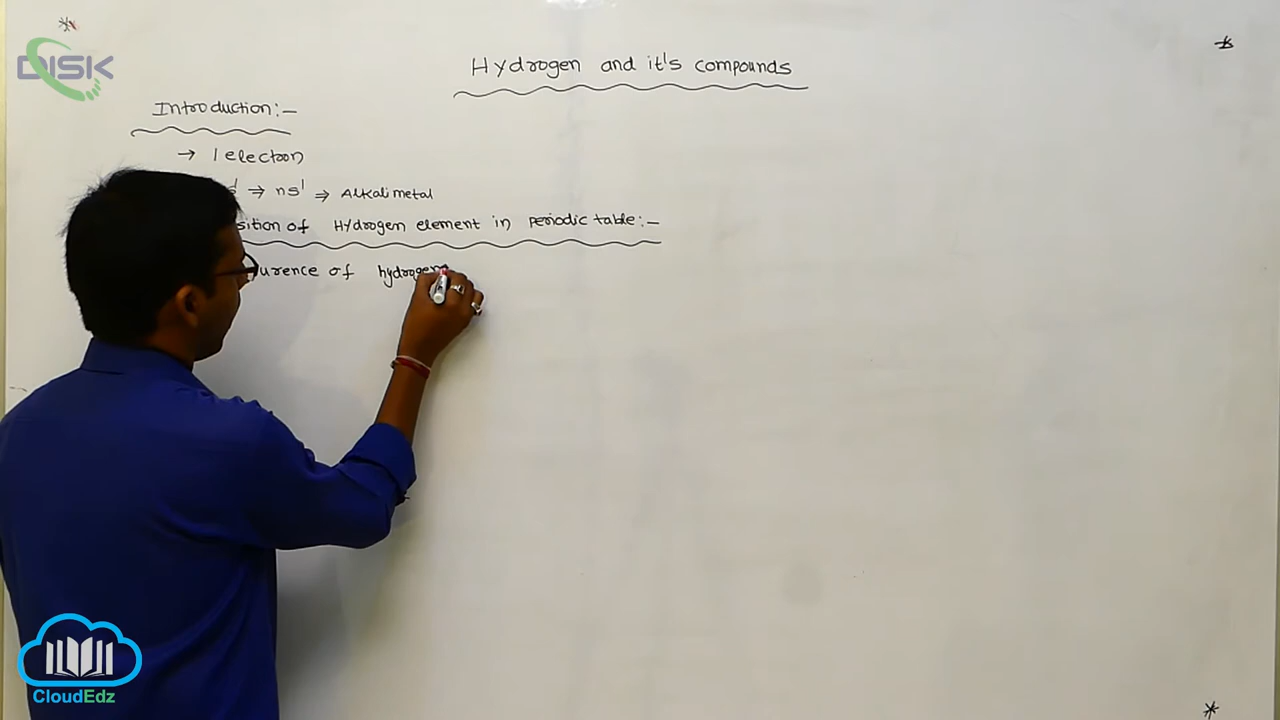 DISK
Hydrogen and it's compounds
Introduction:-
→ 1 electron
⇒ ns¹ ⇒ Alkali metal
sition of Hydrogen element in periodic table:-
urence of hydrogen
CloudEdz